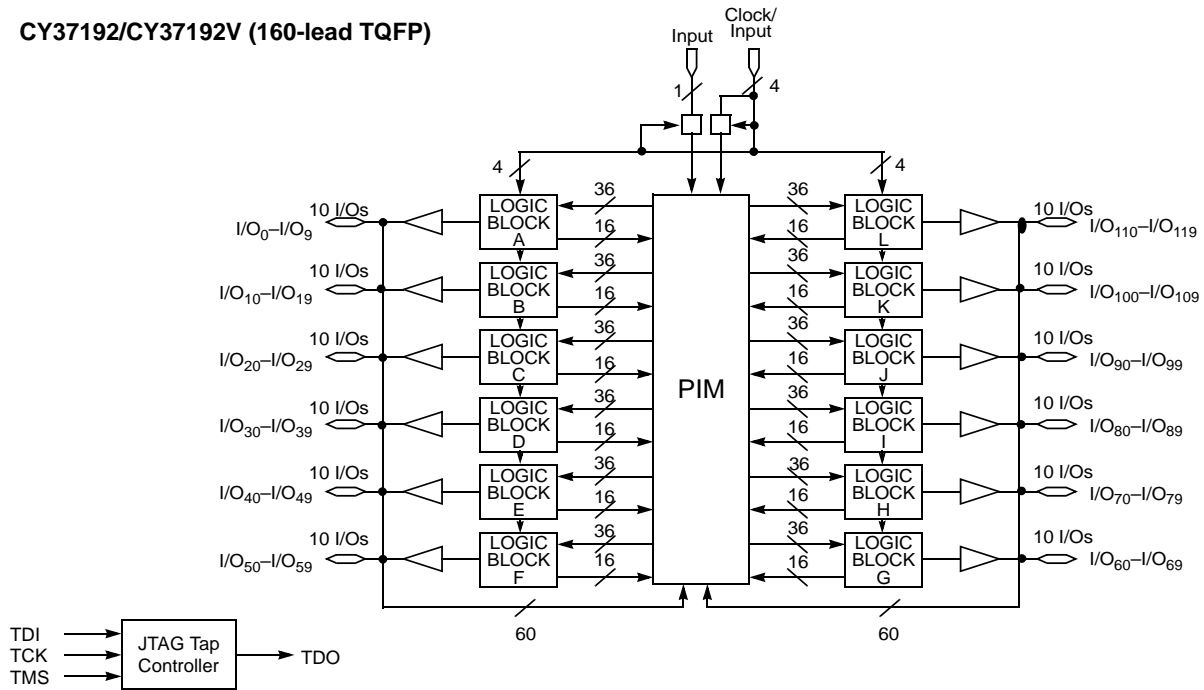 CY37192/CY37192V (160-lead TQFP)
Input
Clock/
Input
1
4
4
4
10 I/Os
I/O0–I/O9
LOGIC
BLOCK
A
36
16
36
16
LOGIC
BLOCK
L
10 I/Os
I/O110–I/O119
10 I/Os
I/O10–I/O19
LOGIC
BLOCK
B
36
16
36
16
LOGIC
BLOCK
K
10 I/Os
I/O100–I/O109
10 I/Os
I/O20–I/O29
LOGIC
BLOCK
C
36
16
36
16
LOGIC
BLOCK
J
10 I/Os
I/O90–I/O99
PIM
10 I/Os
I/O30–I/O39
LOGIC
BLOCK
D
36
16
36
16
LOGIC
BLOCK
I
10 I/Os
I/O80–I/O89
10 I/Os
I/O40–I/O49
LOGIC
BLOCK
E
36
16
36
16
LOGIC
BLOCK
H
10 I/Os
I/O70–I/O79
10 I/Os
I/O50–I/O59
LOGIC
BLOCK
F
36
16
36
16
LOGIC
BLOCK
G
10 I/Os
I/O60–I/O69
60
60
TDI
TCK
TMS
JTAG Tap
Controller
TDO